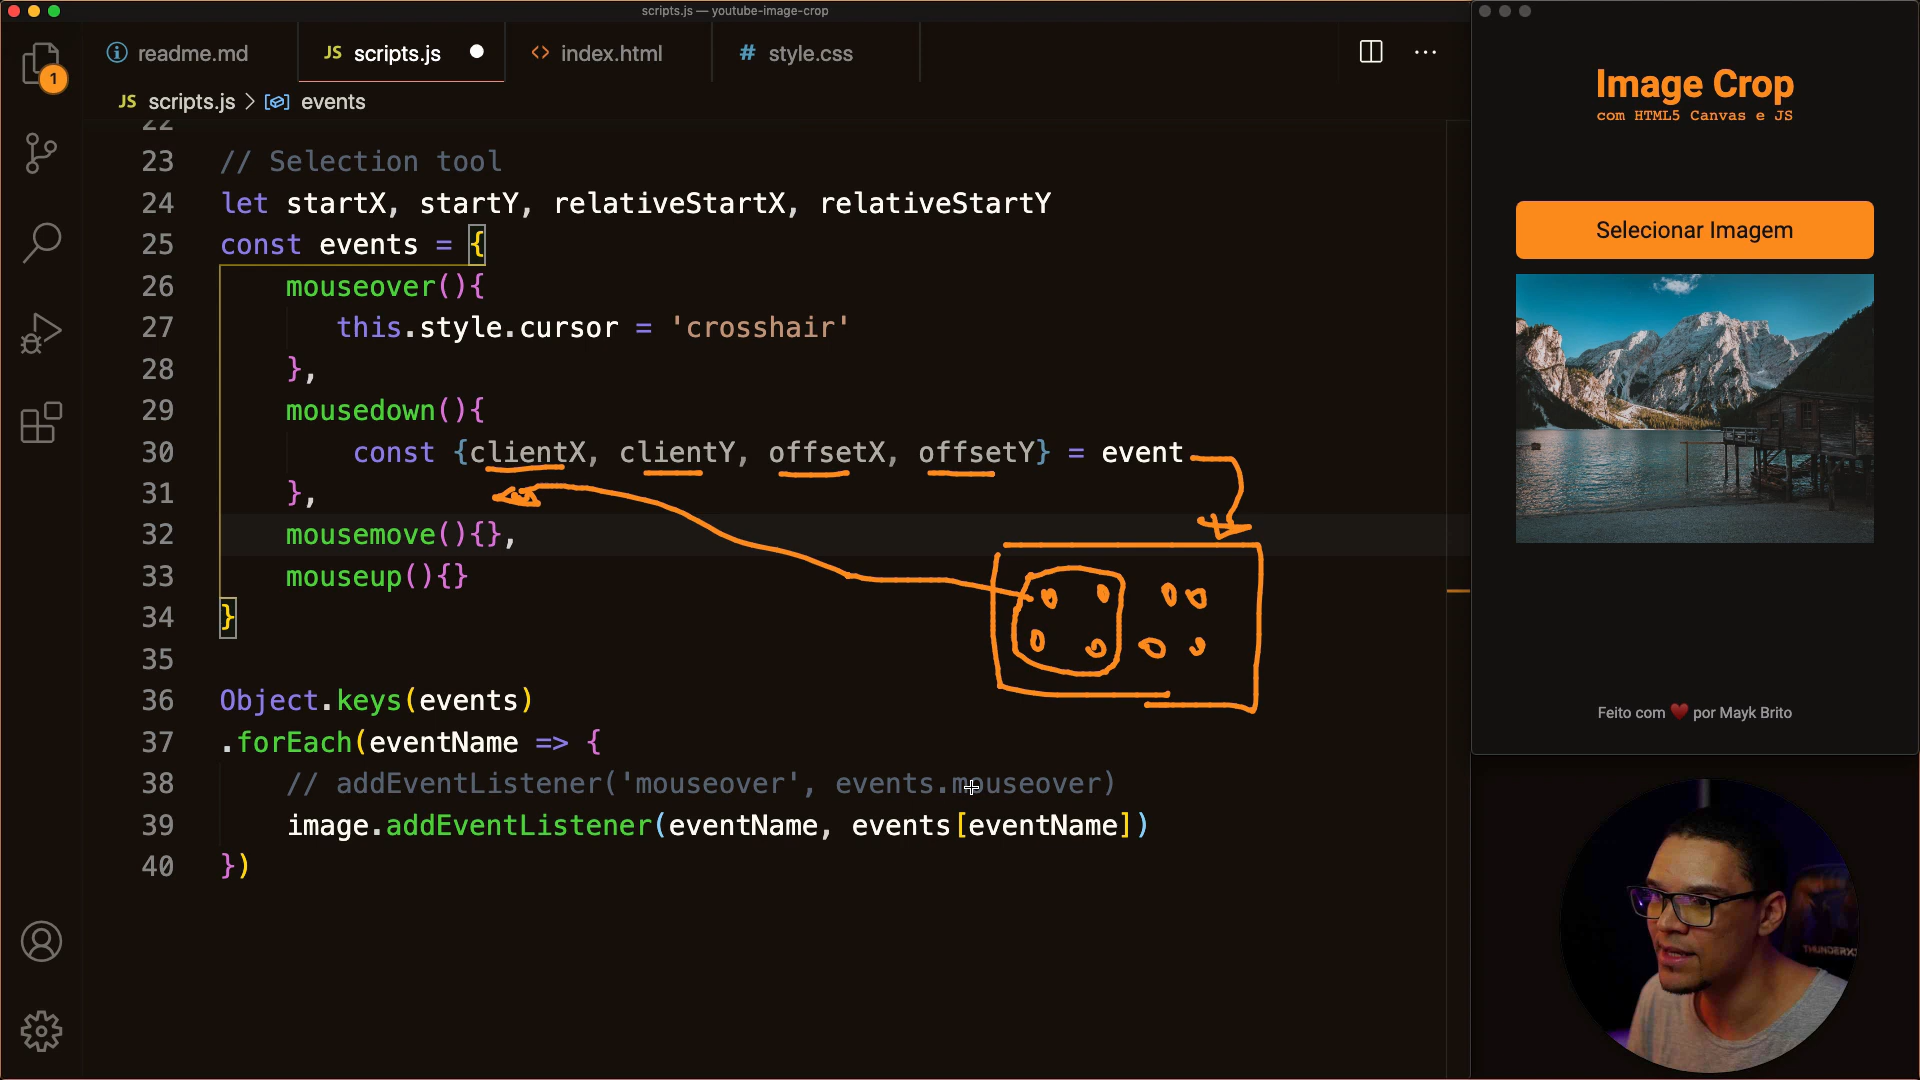 scripts.js — youtube-image-crop
readme.md
JS scripts.js
index.html
# style.css
1
JS scripts.js > events
22
23 // Selection tool
24 let startX, startY, relativeStartX, relativeStartY
25 const events = {
26 mouseover(){
27 this.style.cursor = 'crosshair'
28 },
29 mousedown(){
30 const {clientX, clientY, offsetX, offsetY} = event
31 },
32 mousemove(){},
33 mouseup(){}
34 }
35
36 Object.keys(events)
37 .forEach(eventName => {
38 // addEventListener('mouseover', events.mouseover)
39 image.addEventListener(eventName, events[eventName])
40 })
Image Crop
com HTML5 Canvas e JS
Selecionar Imagem
Feito com ❤️ por Mayk Brito